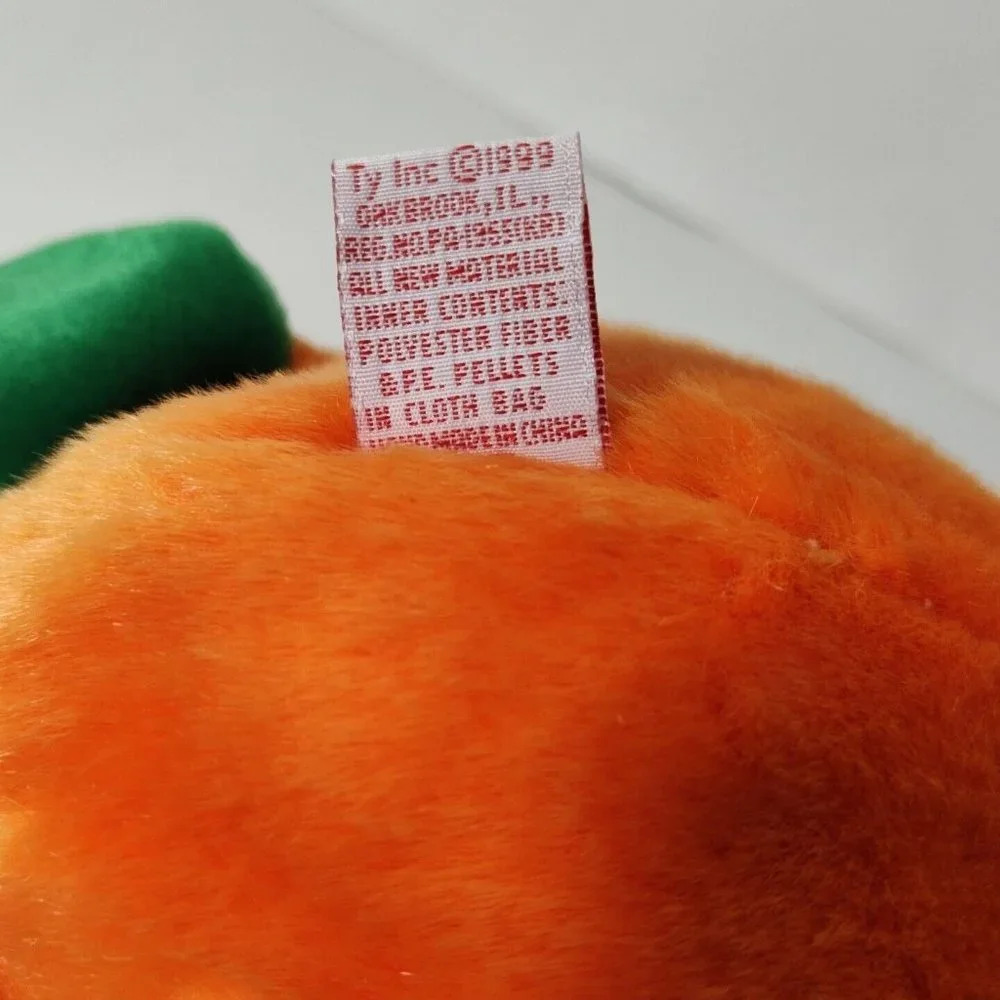 Ty Inc ©1999
OAKBROOK, IL.,
REG NO.PA-1965(KR)
ALL NEW MATERIAL
INNER CONTENTS:
POLYESTER FIBER
& P.E. PELLETS
IN CLOTH BAG
MADE IN CHINA